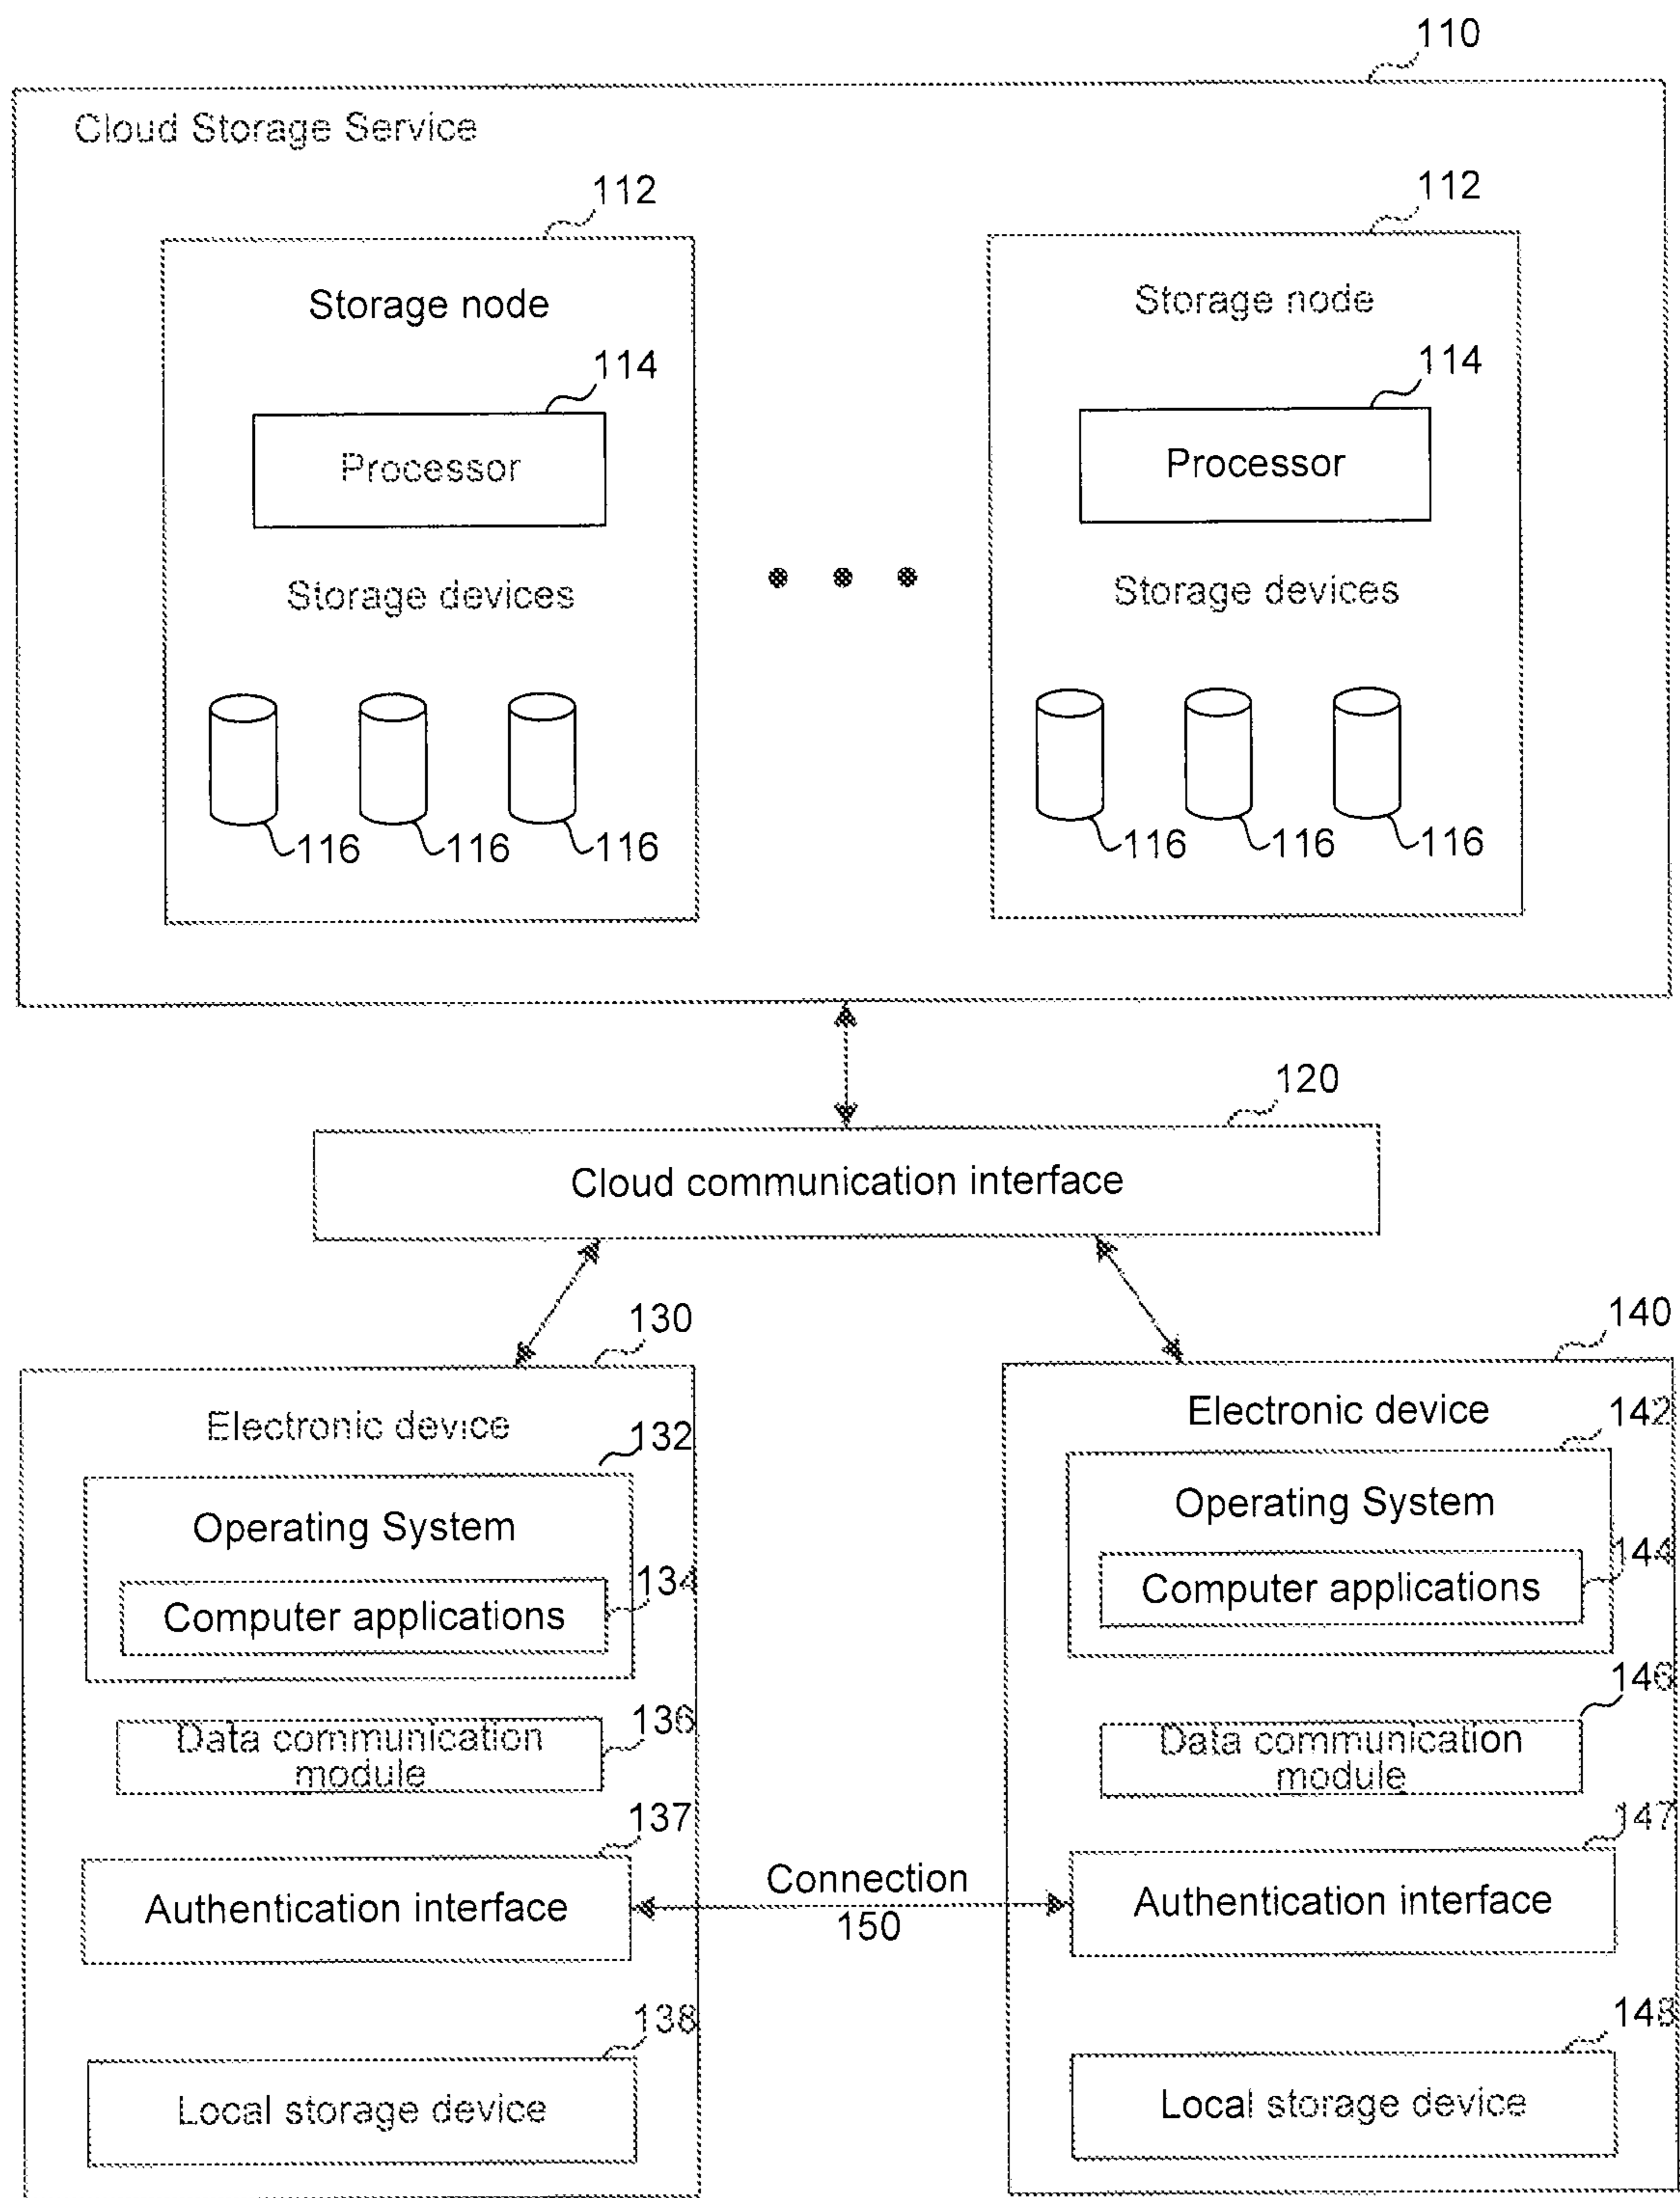 110
Cloud Storage Service
112
112
Storage node
Storage node
114
114
Processor
Processor
Storage devices
Storage devices
116 116 116
116 116 116
120
Cloud communication interface
130
140
Electronic device
Electronic device
132
142
Operating System
Operating System
134
144
Computer applications
Computer applications
136
146
Data communication
module
Data communication
module
137
147
Authentication interface
Connection
150
Authentication interface
138
148
Local storage device
Local storage device